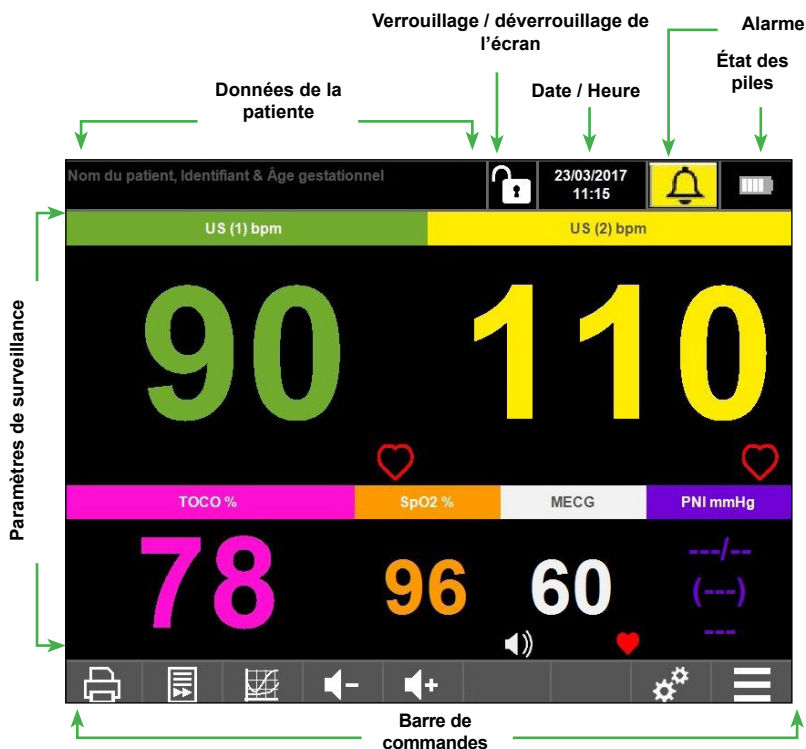 Verrouillage / déverrouillage de
l’écran
Alarme
État des
piles
Données de la
patiente
Date / Heure
Nom du patient, Identifiant & Âge gestationnel
23/03/2017
11:15
US (1) bpm
US (2) bpm
90
110
Paramètres de surveillance
TOCO %
SpO2 %
MECG
PNI mmHg
78
96
60
---/--
(---)
---
Barre de
commandes